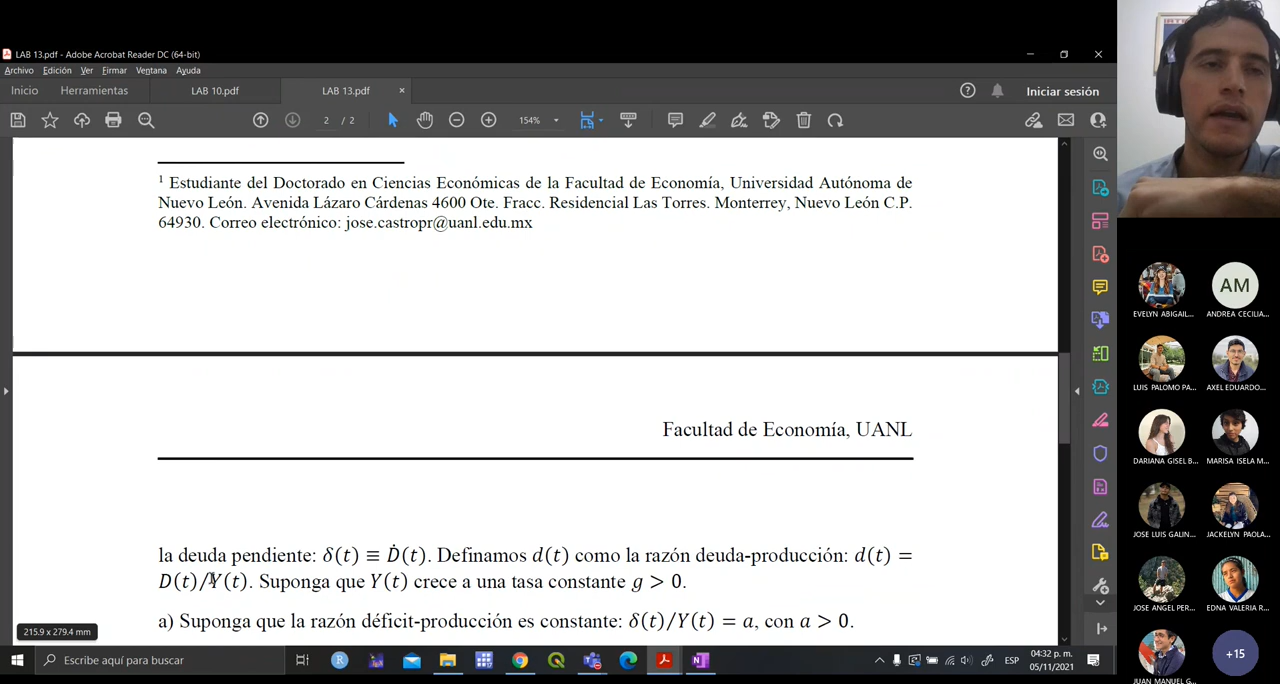 LAB 13.pdf - Adobe Acrobat Reader DC (64-bit)
Archivo Edición Ver Firmar Ventana Ayuda
Inicio Herramientas LAB 10.pdf LAB 13.pdf × Iniciar sesión
2 / 2 154%
¹ Estudiante del Doctorado en Ciencias Económicas de la Facultad de Economía, Universidad Autónoma de
Nuevo León. Avenida Lázaro Cárdenas 4600 Ote. Fracc. Residencial Las Torres. Monterrey, Nuevo León C.P.
64930. Correo electrónico: jose.castropr@uanl.edu.mx
Facultad de Economía, UANL
la deuda pendiente: δ(t) ≡ Ḋ(t). Definamos d(t) como la razón deuda-producción: d(t) =
D(t)/Y(t). Suponga que Y(t) crece a una tasa constante g > 0.
a) Suponga que la razón déficit-producción es constante: δ(t)/Y(t) = a, con a > 0.
215.9 x 279.4 mm
Escribe aquí para buscar
ESP
04:32 p. m.
05/11/2021
EVELYN ABIGAIL...
AM
ANDREA CECILIA...
LUIS PALOMO PA...
AXEL EDUARDO...
DARIANA GISEL B...
MARISA ISELA M...
JOSE LUIS GALIN...
JACKELYN PAOLA...
JOSE ANGEL PER...
EDNA VALERIA R...
JUAN MANUEL G...
+15